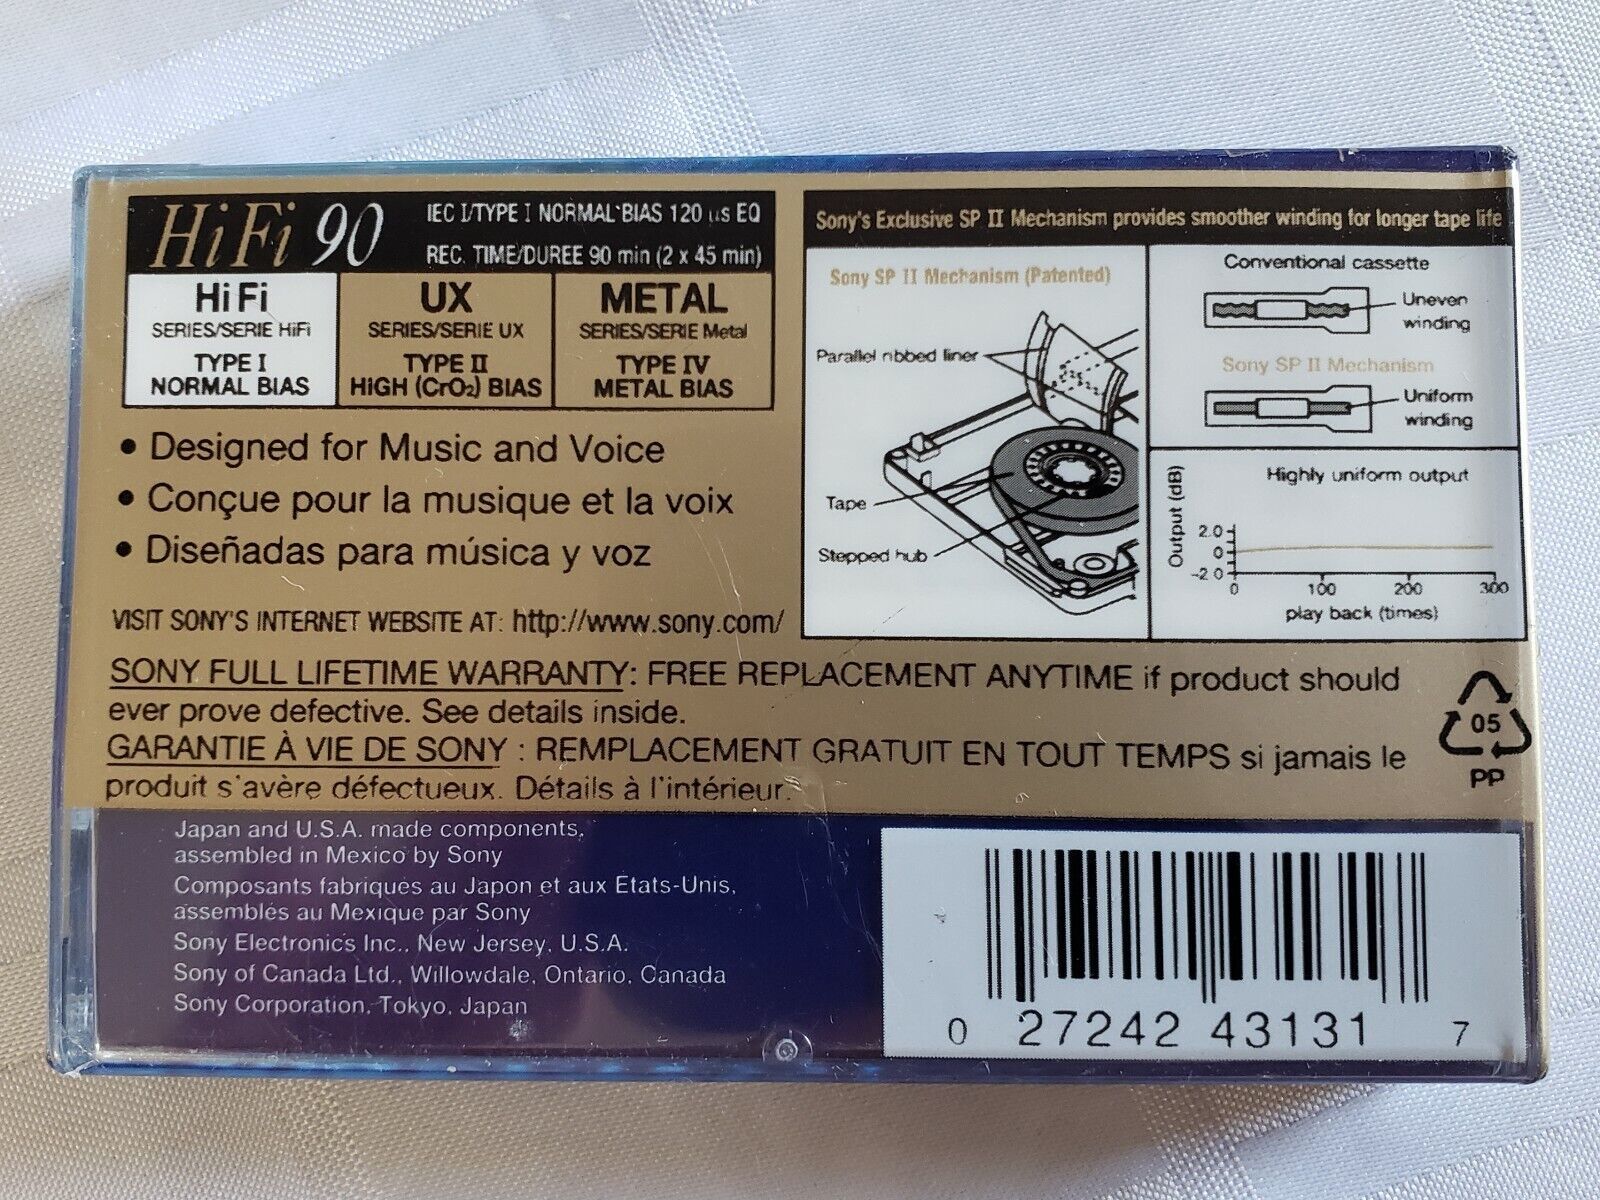 HiFi 90
IEC I/TYPE I NORMAL BIAS 120 µs EQ
REC. TIME/DUREE 90 min (2 x 45 min)
HiFi
SERIES/SERIE HiFi
TYPE I
NORMAL BIAS
UX
SERIES/SERIE UX
TYPE II
HIGH (CrO2) BIAS
METAL
SERIES/SERIE Metal
TYPE IV
METAL BIAS
• Designed for Music and Voice
• Conçue pour la musique et la voix
• Diseñadas para música y voz
VISIT SONY'S INTERNET WEBSITE AT: http://www.sony.com/
Sony's Exclusive SP II Mechanism provides smoother winding for longer tape life
Sony SP II Mechanism (Patented)
Parallel ribbed liner
Tape
Stepped hub
Conventional cassette
Uneven
winding
Sony SP II Mechanism
Uniform
winding
Highly uniform output
Output (dB)
2.0
0
-2 0
0 100 200 300
play back (times)
SONY FULL LIFETIME WARRANTY: FREE REPLACEMENT ANYTIME if product should
ever prove defective. See details inside.
GARANTIE À VIE DE SONY : REMPLACEMENT GRATUIT EN TOUT TEMPS si jamais le
produit s'avère défectueux. Détails à l'intérieur.
05
PP
Japan and U.S.A. made components,
assembled in Mexico by Sony
Composants fabriqués au Japon et aux Etats-Unis,
assemblés au Mexique par Sony
Sony Electronics Inc., New Jersey, U.S.A.
Sony of Canada Ltd., Willowdale, Ontario, Canada
Sony Corporation, Tokyo, Japan
0 27242 43131 7